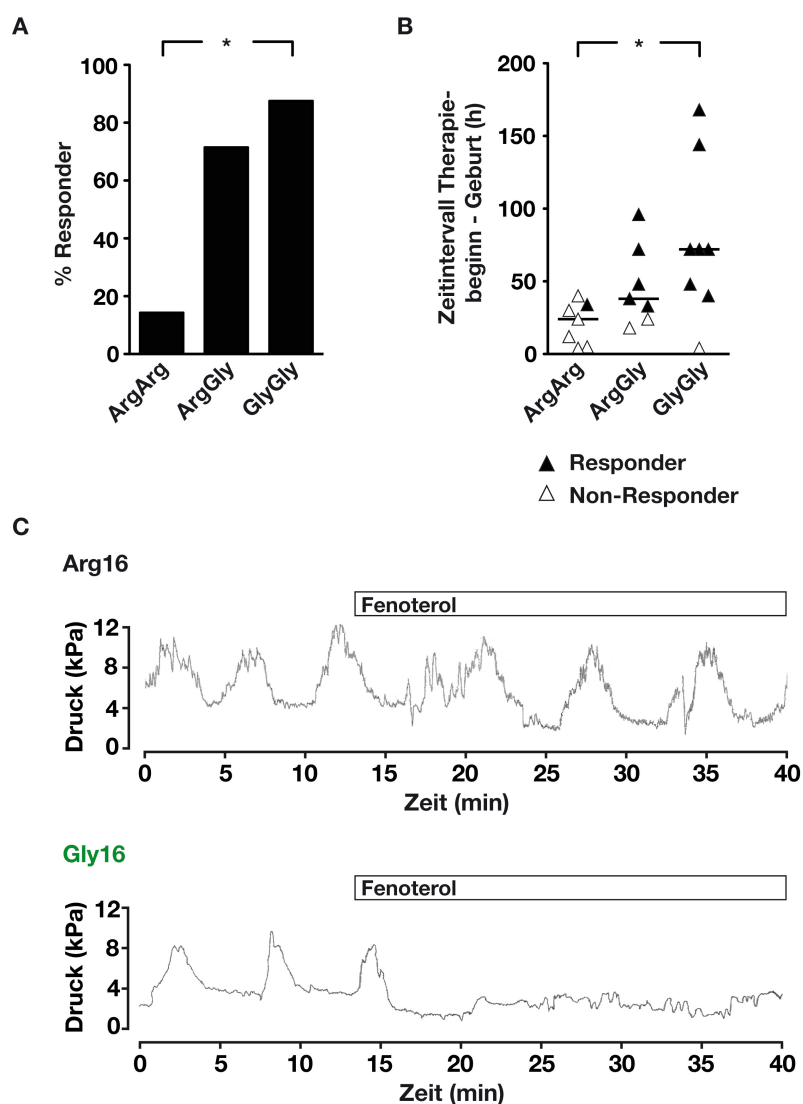 A
*
% Responder
100
80
60
40
20
0
ArgArg
ArgGly
GlyGly
B
*
Zeitintervall Therapie-
beginn - Geburt (h)
200
150
100
50
0
ArgArg
ArgGly
GlyGly
Responder
Non-Responder
C
Arg16
Fenoterol
Druck (kPa)
12
8
4
0
0 5 10 15 20 25 30 35 40
Zeit (min)
Gly16
Fenoterol
Druck (kPa)
12
8
4
0
0 5 10 15 20 25 30 35 40
Zeit (min)